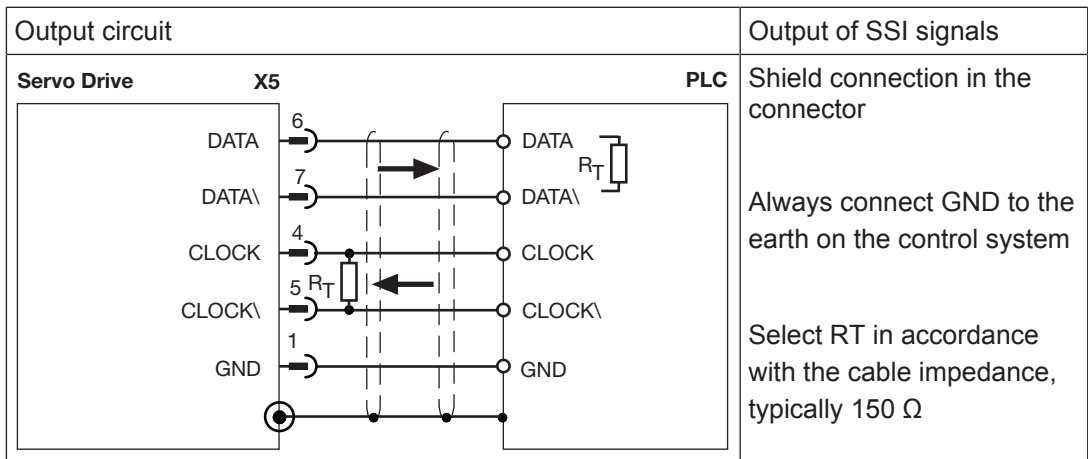 Output circuit
Output of SSI signals
Servo Drive X5 PLC
6
DATA DATA
RT
7
DATA\ DATA\
4
CLOCK CLOCK
5 RT
CLOCK\ CLOCK\
1
GND GND
Shield connection in the
connector
Always connect GND to the
earth on the control system
Select RT in accordance
with the cable impedance,
typically 150 Ω